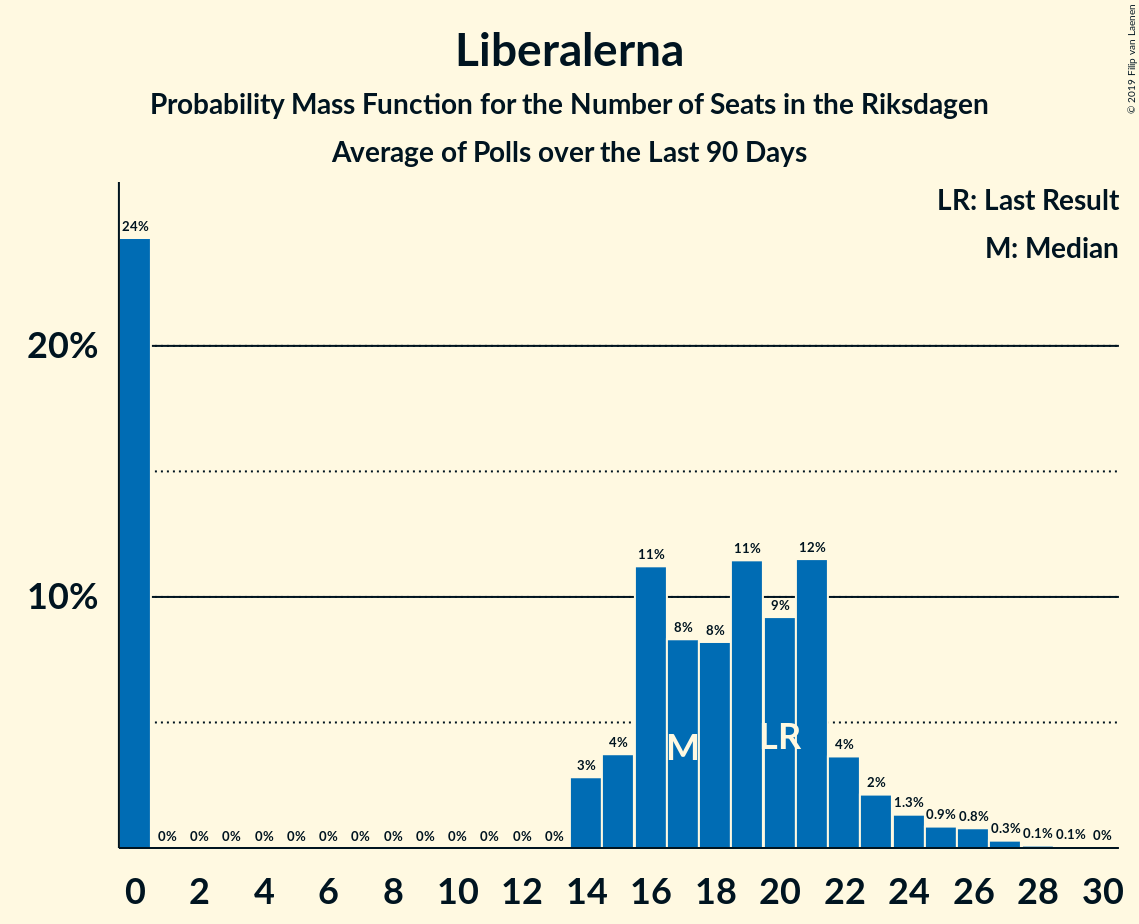 Liberalerna
Probability Mass Function for the Number of Seats in the Riksdagen
Average of Polls over the Last 90 Days
© 2019 Filip van Laenen
LR: Last Result
M: Median
20%
10%
24%
0% 0% 0% 0% 0% 0% 0% 0% 0% 0% 0% 0% 0%
3% 4% 11% 8% 8% 11% 9% 12% 4% 2% 1.3% 0.9% 0.8% 0.3% 0.1% 0.1% 0%
M
LR
0 2 4 6 8 10 12 14 16 18 20 22 24 26 28 30